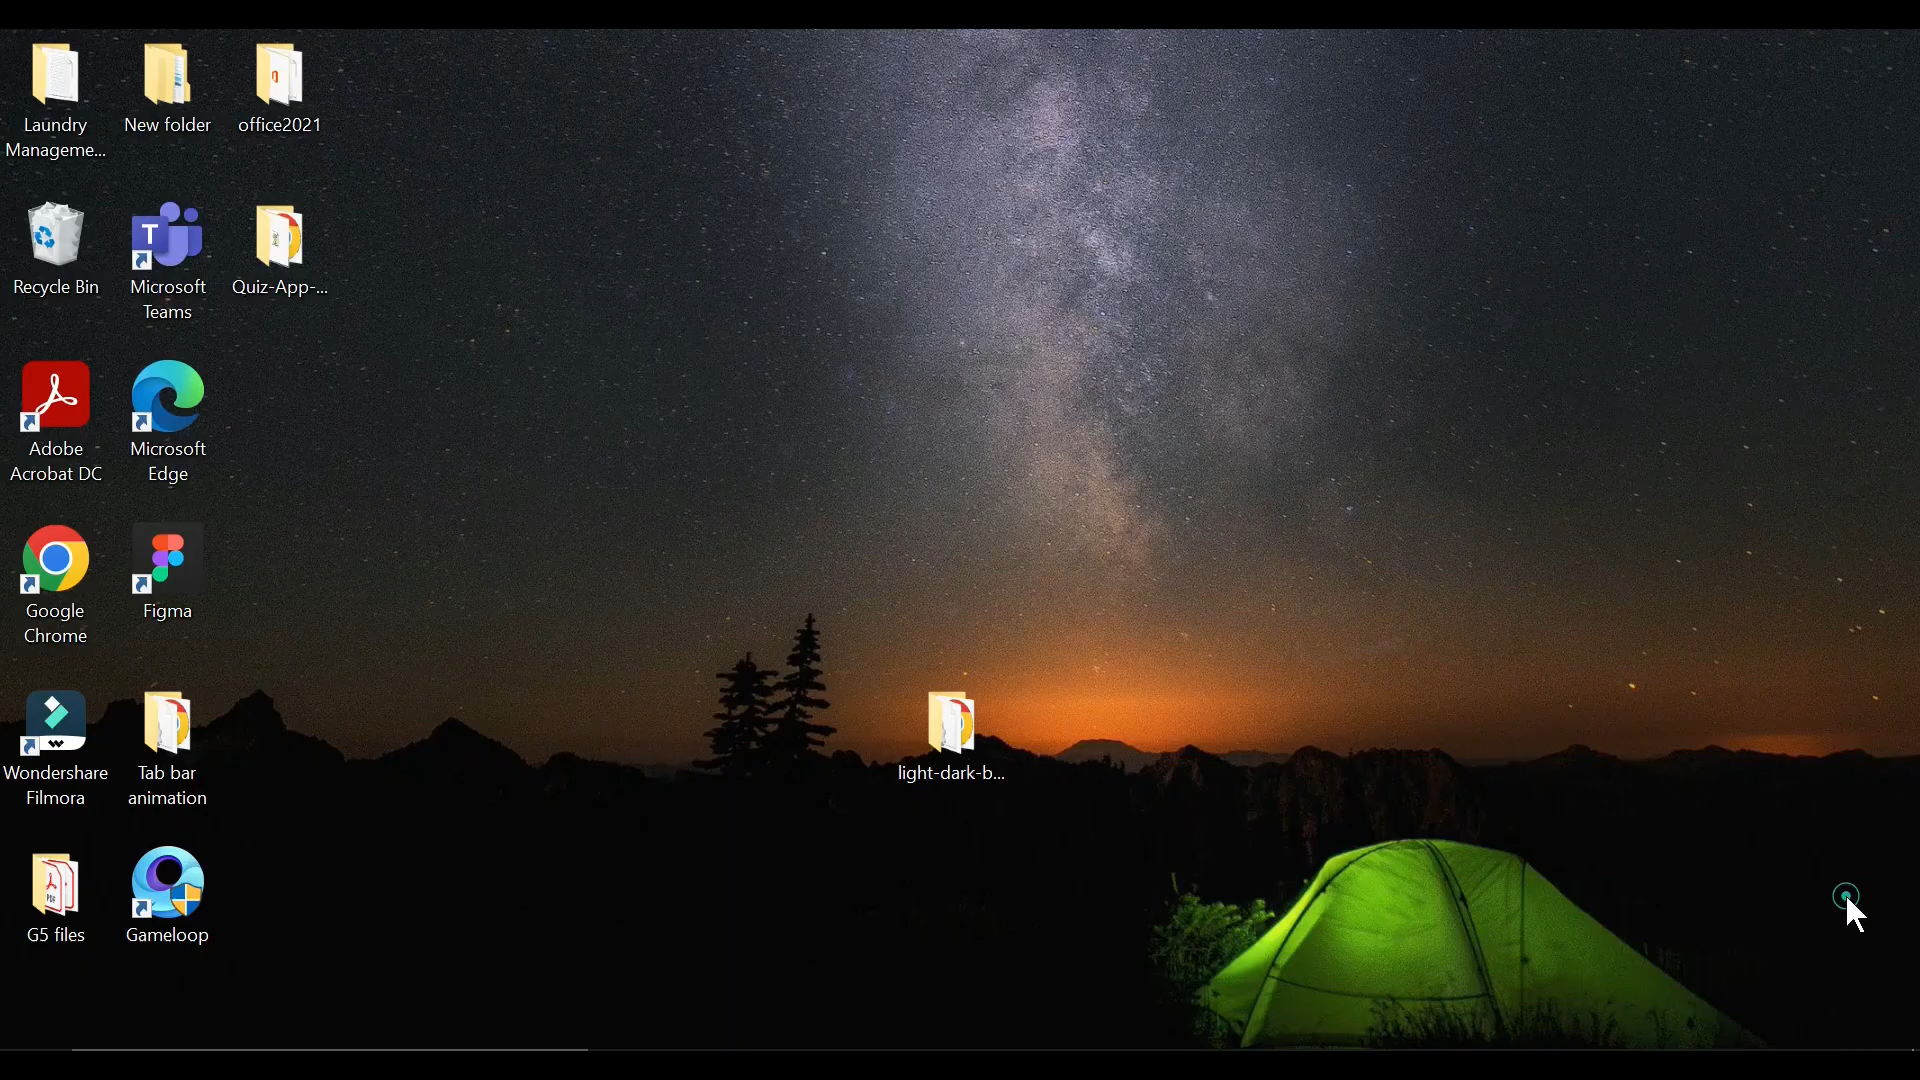 Laundry
Manageme...
New folder
office2021
Recycle Bin
T
Microsoft
Teams
Quiz-App-...
Adobe
Acrobat DC
Microsoft
Edge
Google
Chrome
Figma
Wondershare
Filmora
Tab bar
animation
light-dark-b...
PDF
G5 files
Gameloop